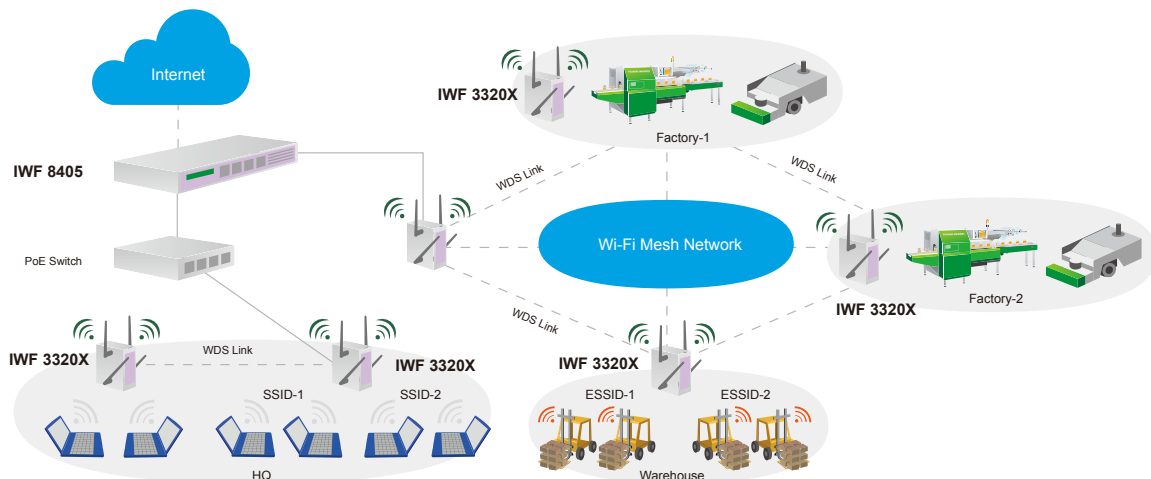 Internet
IWF 3320X
Factory-1
IWF 8405
WDS Link
WDS Link
Wi-Fi Mesh Network
PoE Switch
Factory-2
IWF 3320X
WDS Link
WDS Link
IWF 3320X
IWF 3320X
IWF 3320X
SSID-1
SSID-2
ESSID-1
ESSID-2
HQ
Warehouse